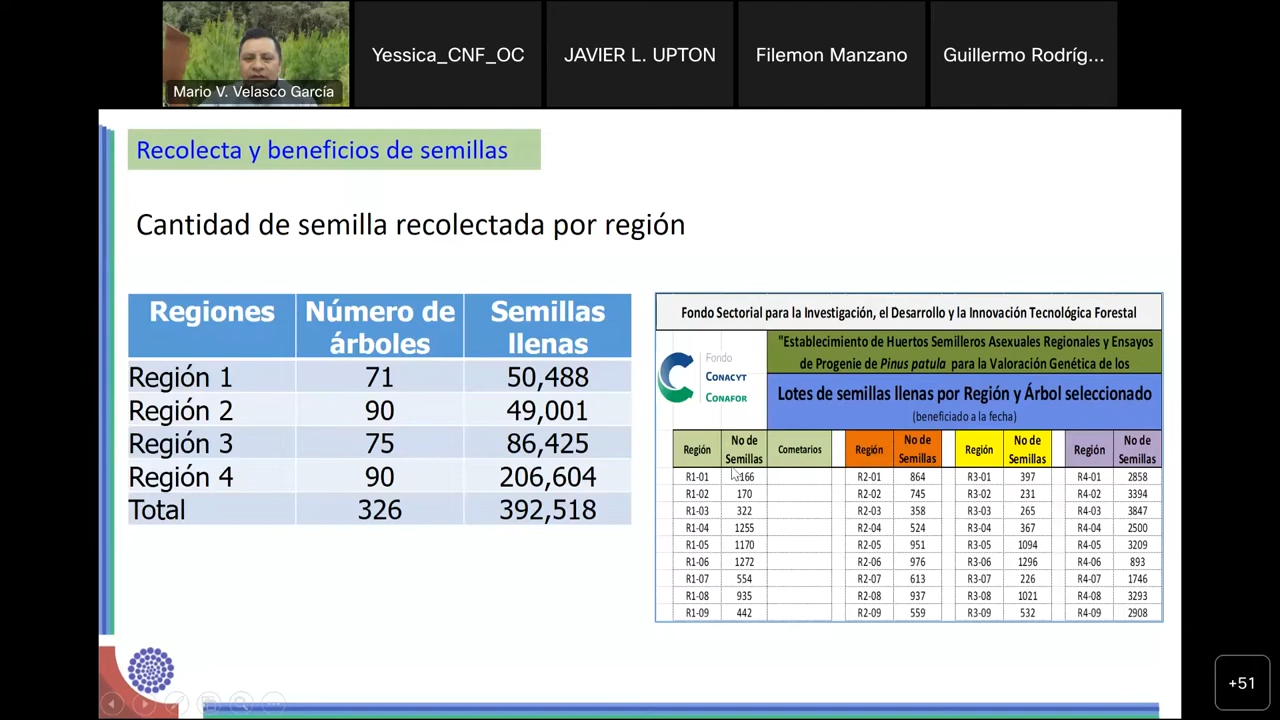 Mario V. Velasco García
Yessica_CNF_OC
JAVIER L. UPTON
Filemon Manzano
Guillermo Rodríg...
Recolecta y beneficios de semillas
Cantidad de semilla recolectada por región
Regiones Número de árboles Semillas llenas
Región 1 71 50,488
Región 2 90 49,001
Región 3 75 86,425
Región 4 90 206,604
Total 326 392,518
Fondo Sectorial para la Investigación, el Desarrollo y la Innovación Tecnológica Forestal
Fondo
CONACYT
CONAFOR
"Establecimiento de Huertos Semilleros Asexuales Regionales y Ensayos
de Progenie de Pinus patula para la Valoración Genética de los
Lotes de semillas llenas por Región y Árbol seleccionado
(beneficiado a la fecha)
Región No de Semillas Cometarios Región No de Semillas Región No de Semillas Región No de Semillas
R1-01 166 R2-01 864 R3-01 397 R4-01 2858
R1-02 170 R2-02 745 R3-02 231 R4-02 3394
R1-03 322 R2-03 358 R3-03 265 R4-03 3847
R1-04 1255 R2-04 524 R3-04 367 R4-04 2500
R1-05 1170 R2-05 951 R3-05 1094 R4-05 3209
R1-06 1272 R2-06 976 R3-06 1296 R4-06 893
R1-07 554 R2-07 613 R3-07 226 R4-07 1746
R1-08 935 R2-08 937 R3-08 1021 R4-08 3293
R1-09 442 R2-09 559 R3-09 532 R4-09 2908
+51